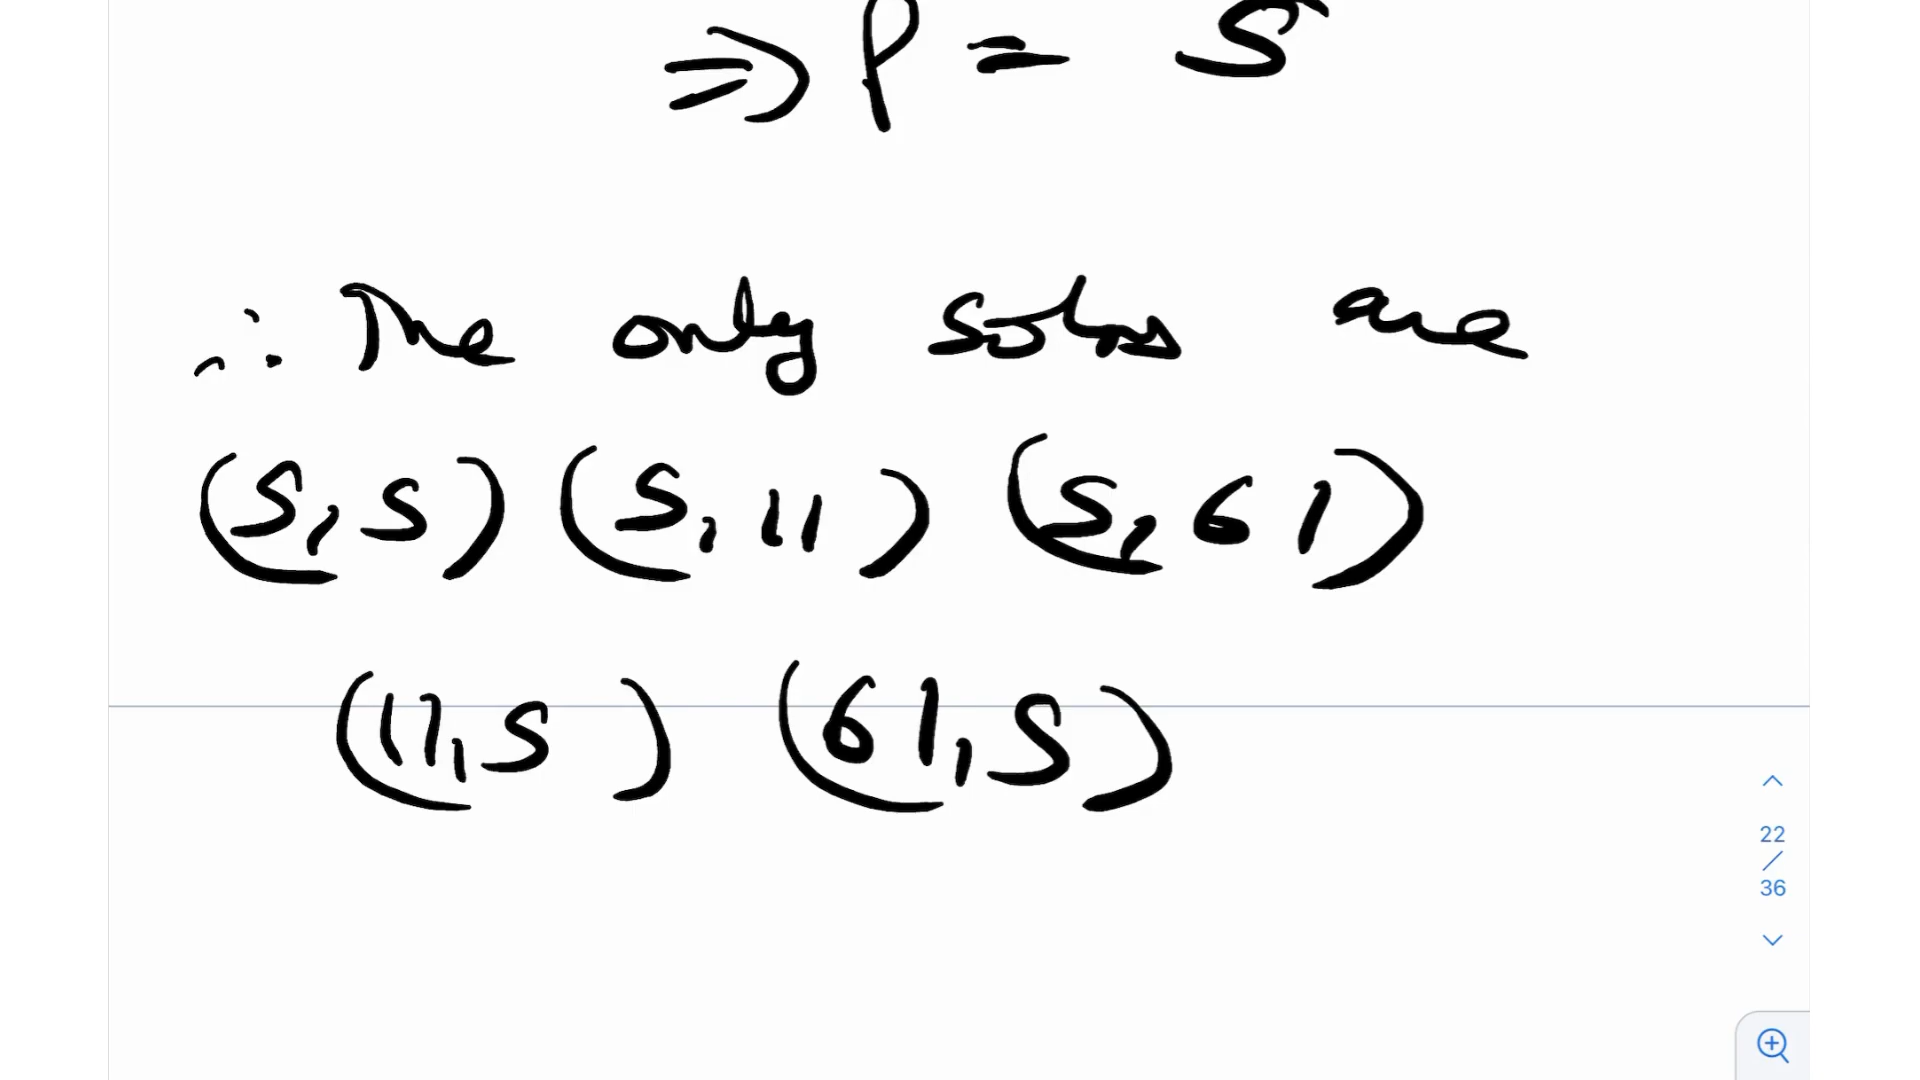 ⇒ P = 5
∴ The only solns are
(5,5) (5,11) (5,61)
(11,5) (61,5)
22
/
36